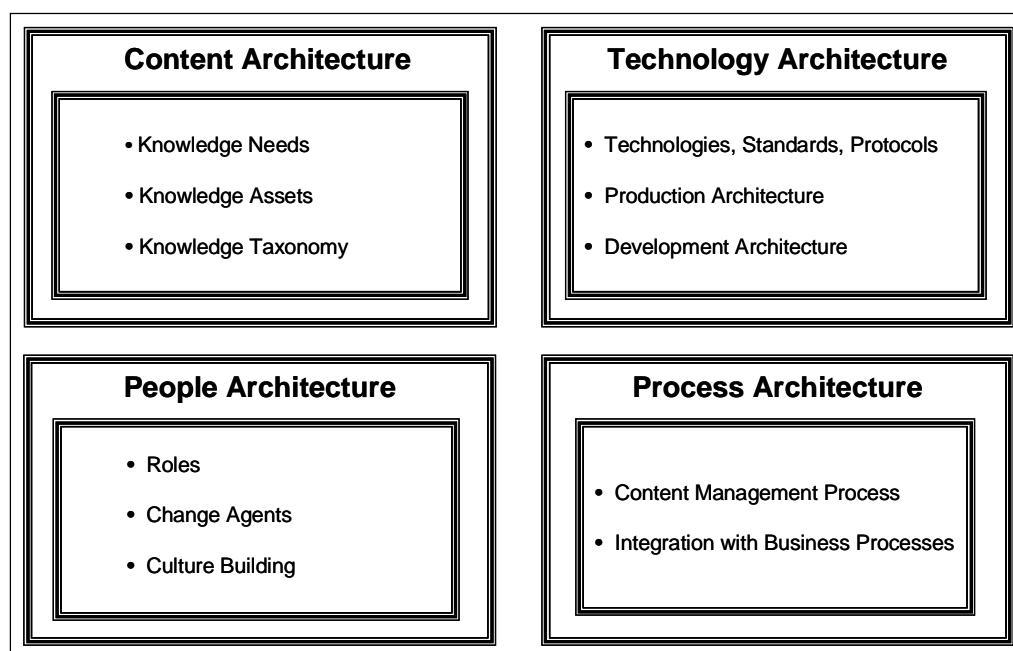 Content Architecture
• Knowledge Needs
• Knowledge Assets
• Knowledge Taxonomy
Technology Architecture
• Technologies, Standards, Protocols
• Production Architecture
• Development Architecture
People Architecture
• Roles
• Change Agents
• Culture Building
Process Architecture
• Content Management Process
• Integration with Business Processes